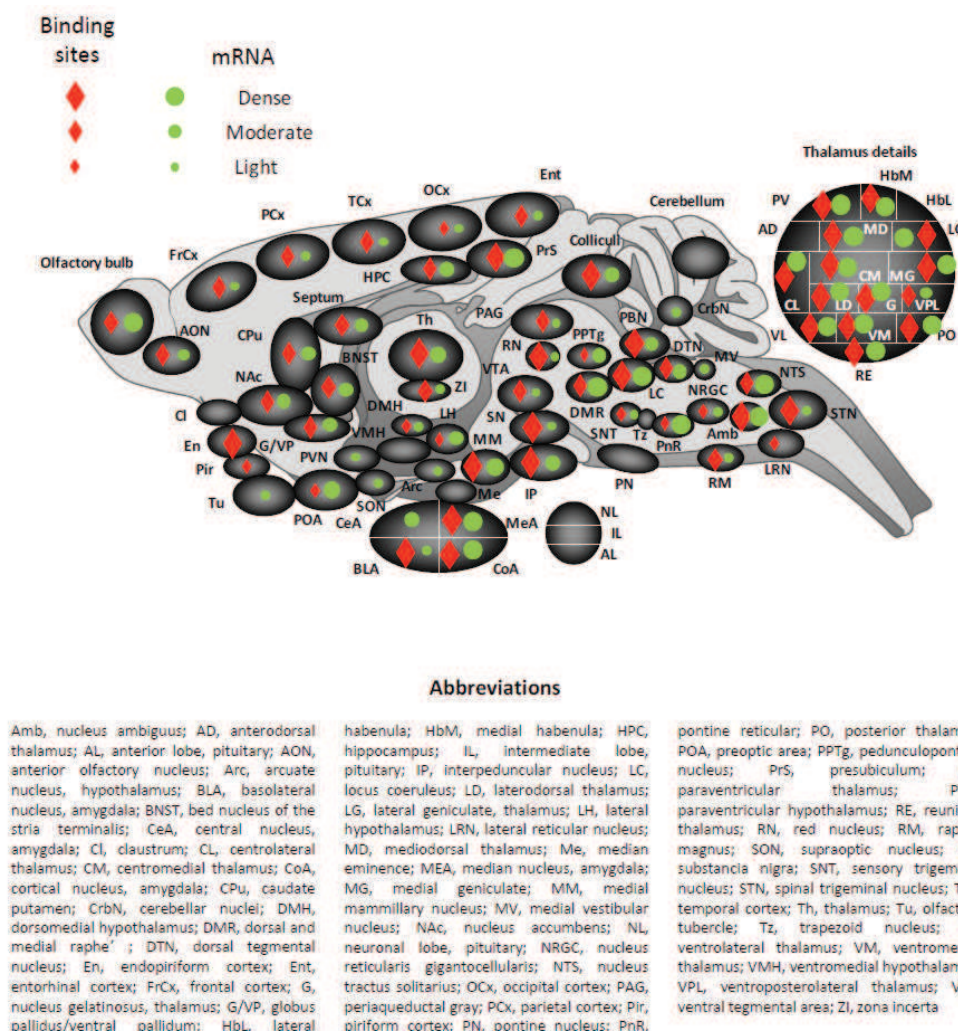 Binding
sites
mRNA
Dense
Moderate
Light
Thalamus details
HbM
PV
HbL
AD
MD
LG
CM
MG
CL
LD
G
VPL
VL
VM
PO
RE
Ent
OCx
TCx
PCx
FrCx
Cerebellum
Olfactory bulb
PrS
Colliculi
HPC
Septum
AON
CPu
PAG
PBN
CrbN
Th
RN
PPTg
DTN
MV
BNST
VTA
NAc
ZI
LC
NRGC
NTS
Cl
DMH
LH
SN
DMR
STN
En
G/VP
VMH
MM
SNT
Tz
PnR
Amb
Pir
PVN
LRN
Tu
Arc
Me
IP
PN
RM
POA
SON
CeA
MeA
NL
IL
BLA
CoA
AL
Abbreviations
Amb, nucleus ambiguus; AD, anterodorsal
thalamus; AL, anterior lobe, pituitary; AON,
anterior olfactory nucleus; Arc, arcuate
nucleus, hypothalamus; BLA, basolateral
nucleus, amygdala; BNST, bed nucleus of the
stria terminalis; CeA, central nucleus,
amygdala; Cl, claustrum; CL, centrolateral
thalamus; CM, centromedial thalamus; CoA,
cortical nucleus, amygdala; CPu, caudate
putamen; CrbN, cerebellar nuclei; DMH,
dorsomedial hypothalamus; DMR, dorsal and
medial raphe´ ; DTN, dorsal tegmental
nucleus; En, endopiriform cortex; Ent,
entorhinal cortex; FrCx, frontal cortex; G,
nucleus gelatinosus, thalamus; G/VP, globus
pallidus/ventral pallidum; HbL, lateral
habenula; HbM, medial habenula; HPC,
hippocampus; IL, intermediate lobe,
pituitary; IP, interpeduncular nucleus; LC,
locus coeruleus; LD, laterodorsal thalamus;
LG, lateral geniculate, thalamus; LH, lateral
hypothalamus; LRN, lateral reticular nucleus;
MD, mediodorsal thalamus; Me, median
eminence; MEA, median nucleus, amygdala;
MG, medial geniculate; MM, medial
mammillary nucleus; MV, medial vestibular
nucleus; NAc, nucleus accumbens; NL,
neuronal lobe, pituitary; NRGC, nucleus
reticularis gigantocellularis; NTS, nucleus
tractus solitarius; OCx, occipital cortex; PAG,
periaqueductal gray; PCx, parietal cortex; Pir,
piriform cortex; PN, pontine nucleus; PnR,
pontine reticular; PO, posterior thalam
POA, preoptic area; PPTg, pedunculopont
nucleus; PrS, presubiculum;
paraventricular thalamus; P
paraventricular hypothalamus; RE, reuni
thalamus; RN, red nucleus; RM, rap
magnus; SON, supraoptic nucleus;
substancia nigra; SNT, sensory trigem
nucleus; STN, spinal trigeminal nucleus; T
temporal cortex; Th, thalamus; Tu, olfact
tubercle; Tz, trapezoid nucleus;
ventrolateral thalamus; VM, ventrome
thalamus; VMH, ventromedial hypothalam
VPL, ventroposterolateral thalamus; V
ventral tegmental area; ZI, zona incerta